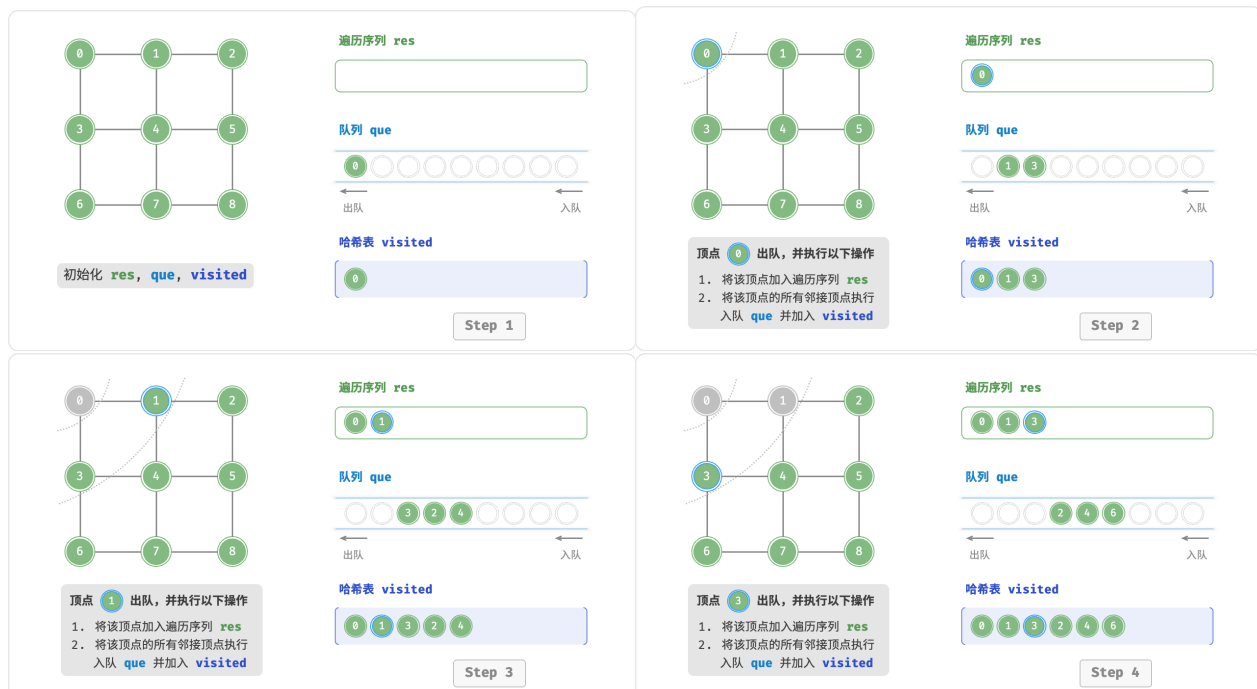 0 1 2
3 4 5
6 7 8
初始化 res, que, visited
遍历序列 res
队列 que
0
出队 入队
哈希表 visited
0
Step 1
0 1 2
3 4 5
6 7 8
顶点 0 出队，并执行以下操作
1. 将该顶点加入遍历序列 res
2. 将该顶点的所有邻接顶点执行
入队 que 并加入 visited
遍历序列 res
0
队列 que
1 3
出队 入队
哈希表 visited
0 1 3
Step 2
0 1 2
3 4 5
6 7 8
顶点 1 出队，并执行以下操作
1. 将该顶点加入遍历序列 res
2. 将该顶点的所有邻接顶点执行
入队 que 并加入 visited
遍历序列 res
0 1
队列 que
3 2 4
出队 入队
哈希表 visited
0 1 3 2 4
Step 3
0 1 2
3 4 5
6 7 8
顶点 3 出队，并执行以下操作
1. 将该顶点加入遍历序列 res
2. 将该顶点的所有邻接顶点执行
入队 que 并加入 visited
遍历序列 res
0 1 3
队列 que
2 4 6
出队 入队
哈希表 visited
0 1 3 2 4 6
Step 4